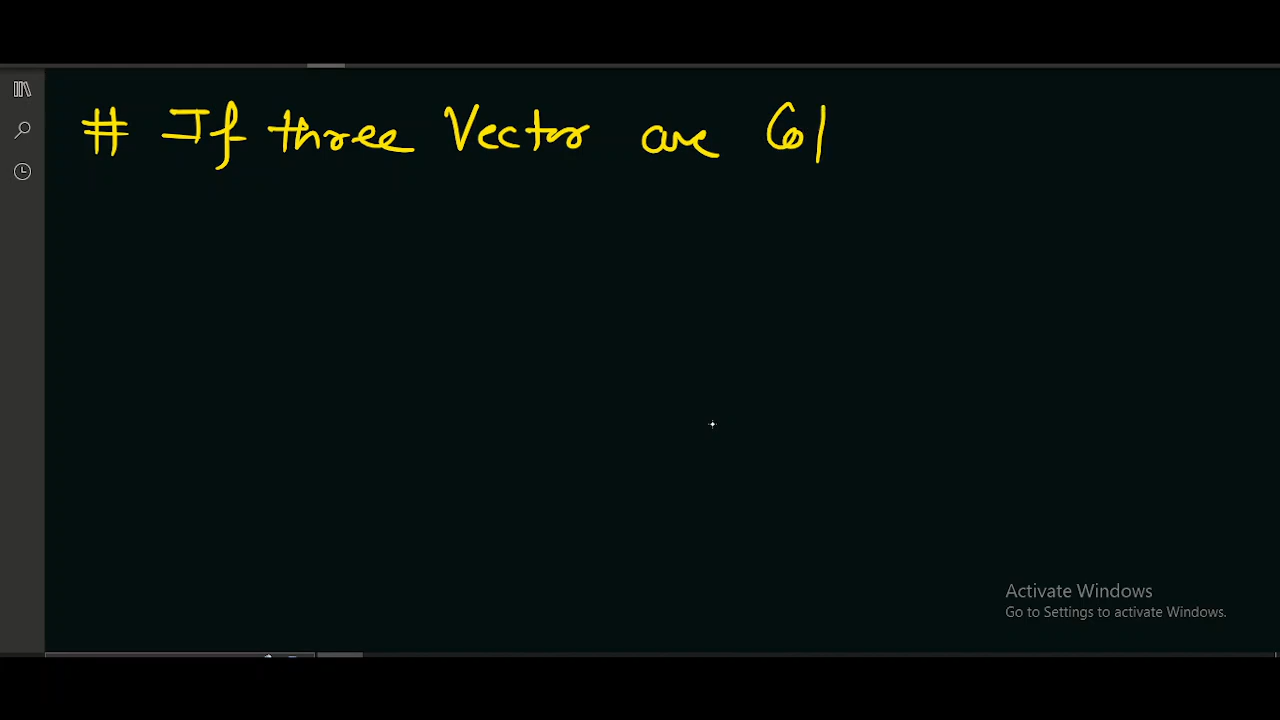 # If three Vector are Col
Activate Windows
Go to Settings to activate Windows.